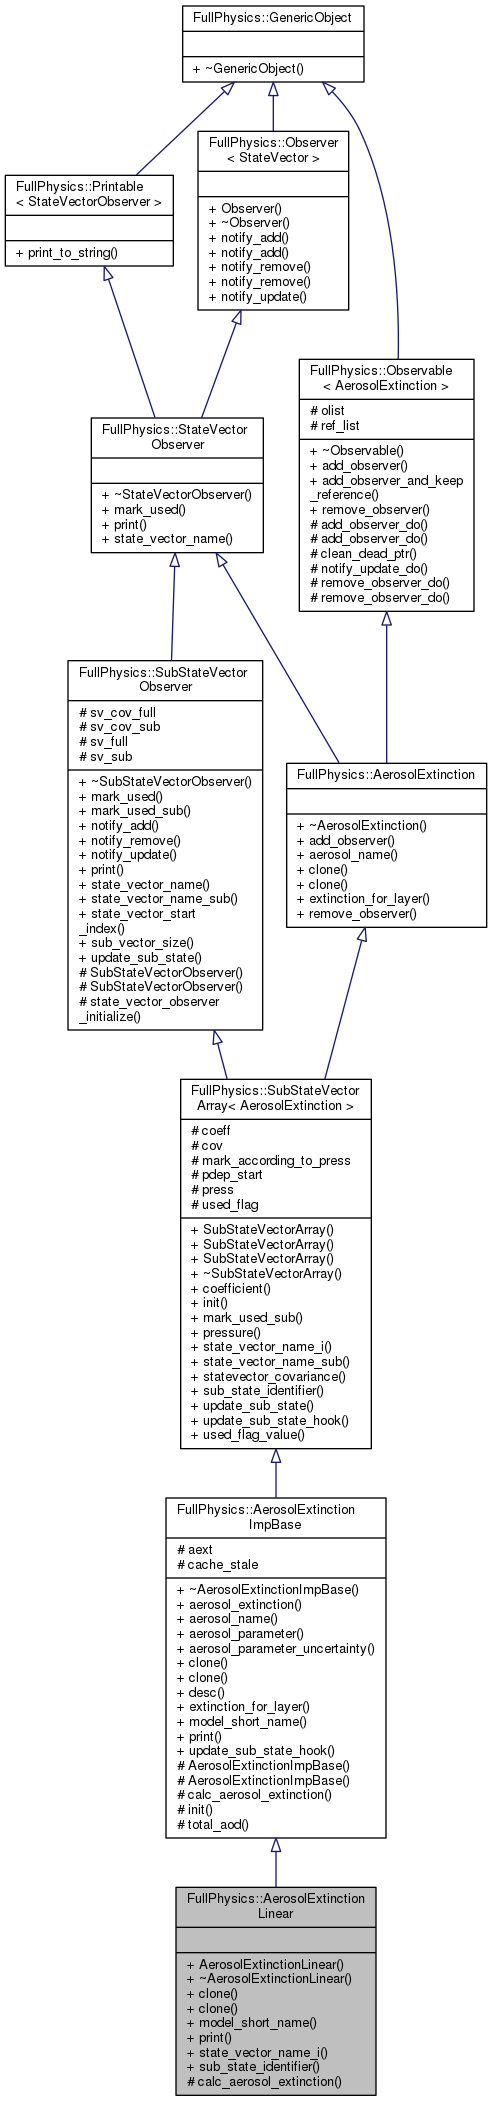 FullPhysics::GenericObject
+ ~GenericObject()
FullPhysics::Printable
< StateVectorObserver >
+ print_to_string()
FullPhysics::Observer
< StateVector >
+ Observer()
+ ~Observer()
+ notify_add()
+ notify_add()
+ notify_remove()
+ notify_remove()
+ notify_update()
FullPhysics::Observable
< AerosolExtinction >
# olist
# ref_list
+ ~Observable()
+ add_observer()
+ add_observer_and_keep
_reference()
+ remove_observer()
# add_observer_do()
# add_observer_do()
# clean_dead_ptr()
# notify_update_do()
# remove_observer_do()
# remove_observer_do()
FullPhysics::StateVector
Observer
+ ~StateVectorObserver()
+ mark_used()
+ print()
+ state_vector_name()
FullPhysics::SubStateVector
Observer
# sv_cov_full
# sv_cov_sub
# sv_full
# sv_sub
+ ~SubStateVectorObserver()
+ mark_used()
+ mark_used_sub()
+ notify_add()
+ notify_remove()
+ notify_update()
+ print()
+ state_vector_name()
+ state_vector_name_sub()
+ state_vector_start
_index()
+ sub_vector_size()
+ update_sub_state()
# SubStateVectorObserver()
# SubStateVectorObserver()
# state_vector_observer
_initialize()
FullPhysics::AerosolExtinction
+ ~AerosolExtinction()
+ add_observer()
+ aerosol_name()
+ clone()
+ clone()
+ extinction_for_layer()
+ remove_observer()
FullPhysics::SubStateVector
Array< AerosolExtinction >
# coeff
# cov
# mark_according_to_press
# pdep_start
# press
# used_flag
+ SubStateVectorArray()
+ SubStateVectorArray()
+ SubStateVectorArray()
+ ~SubStateVectorArray()
+ coefficient()
+ init()
+ mark_used_sub()
+ pressure()
+ state_vector_name_i()
+ state_vector_name_sub()
+ statevector_covariance()
+ sub_state_identifier()
+ update_sub_state()
+ update_sub_state_hook()
+ used_flag_value()
FullPhysics::AerosolExtinction
ImpBase
# aext
# cache_stale
+ ~AerosolExtinctionImpBase()
+ aerosol_extinction()
+ aerosol_name()
+ aerosol_parameter()
+ aerosol_parameter_uncertainty()
+ clone()
+ clone()
+ desc()
+ extinction_for_layer()
+ model_short_name()
+ print()
+ update_sub_state_hook()
# AerosolExtinctionImpBase()
# AerosolExtinctionImpBase()
# calc_aerosol_extinction()
# init()
# total_aod()
FullPhysics::AerosolExtinction
Linear
+ AerosolExtinctionLinear()
+ ~AerosolExtinctionLinear()
+ clone()
+ clone()
+ model_short_name()
+ print()
+ state_vector_name_i()
+ sub_state_identifier()
# calc_aerosol_extinction()